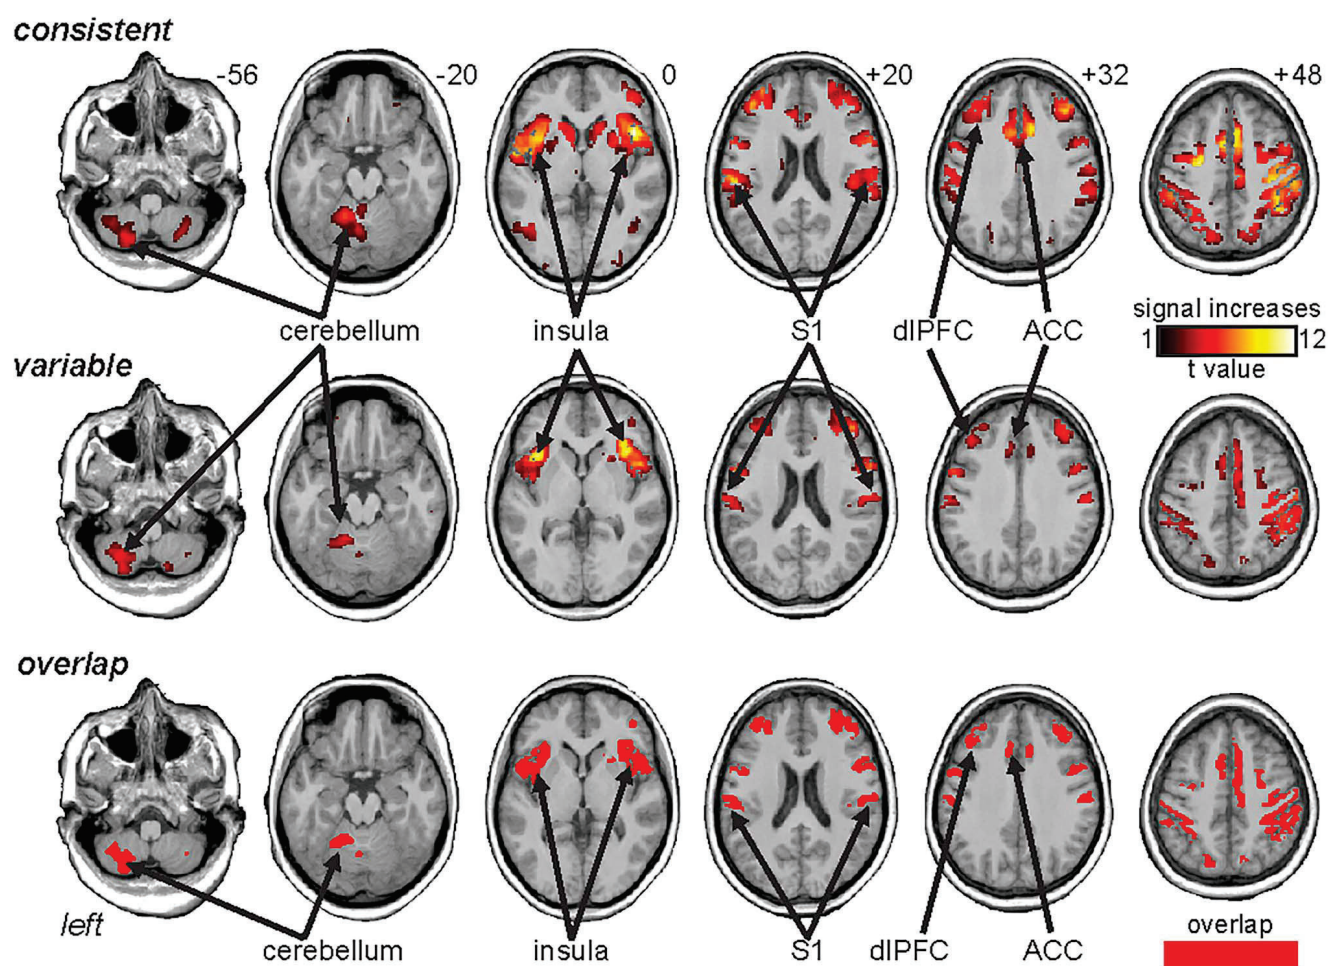 consistent
-56
-20
0
+20
+32
+48
cerebellum
insula
S1
dlPFC
ACC
signal increases
1
12
t value
variable
overlap
left
cerebellum
insula
S1
dlPFC
ACC
overlap